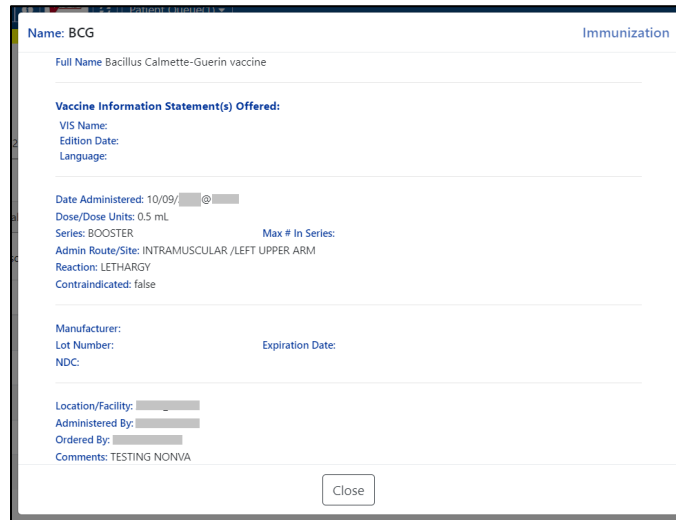 Patient Queue(1)
Name: BCG Immunization
Full Name Bacillus Calmette-Guerin vaccine
Vaccine Information Statement(s) Offered:
VIS Name:
Edition Date:
Language:
Date Administered: 10/09/ @
Dose/Dose Units: 0.5 mL
Series: BOOSTER Max # In Series:
Admin Route/Site: INTRAMUSCULAR /LEFT UPPER ARM
Reaction: LETHARGY
Contraindicated: false
Manufacturer:
Lot Number: Expiration Date:
NDC:
Location/Facility:
Administered By:
Ordered By:
Comments: TESTING NONVA
Close